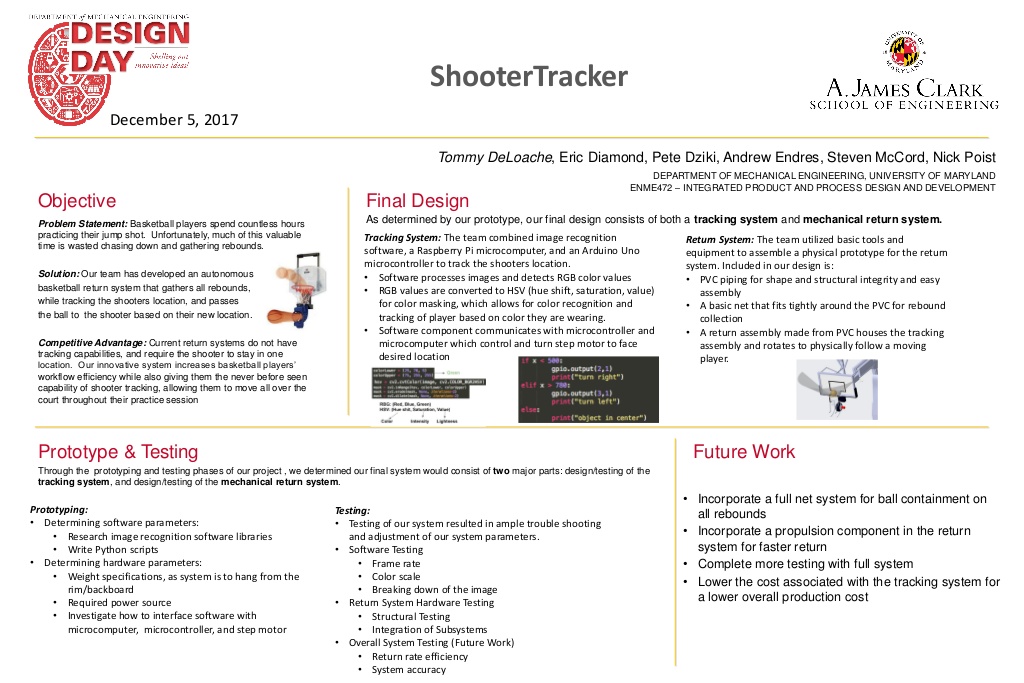 DEPARTMENT of MECHANICAL ENGINEERING
DESIGN
DAY
Shelling out
innovative ideas!
December 5, 2017
ShooterTracker
UNIVERSITY OF
MARYLAND
A. JAMES CLARK
SCHOOL OF ENGINEERING
Tommy DeLoache, Eric Diamond, Pete Dziki, Andrew Endres, Steven McCord, Nick Poist
DEPARTMENT OF MECHANICAL ENGINEERING, UNIVERSITY OF MARYLAND
ENME472 – INTEGRATED PRODUCT AND PROCESS DESIGN AND DEVELOPMENT
Objective
Problem Statement: Basketball players spend countless hours
practicing their jump shot. Unfortunately, much of this valuable
time is wasted chasing down and gathering rebounds.
Solution: Our team has developed an autonomous
basketball return system that gathers all rebounds,
while tracking the shooters location, and passes
the ball to the shooter based on their new location.
Competitive Advantage: Current return systems do not have
tracking capabilities, and require the shooter to stay in one
location. Our innovative system increases basketball players'
workflow efficiency while also giving them the never before seen
capability of shooter tracking, allowing them to move all over the
court throughout their practice session
Final Design
As determined by our prototype, our final design consists of both a tracking system and mechanical return system.
Tracking System: The team combined image recognition
software, a Raspberry Pi microcomputer, and an Arduino Uno
microcontroller to track the shooters location.
• Software processes images and detects RGB color values
• RGB values are converted to HSV (hue shift, saturation, value)
for color masking, which allows for color recognition and
tracking of player based on color they are wearing.
• Software component communicates with microcontroller and
microcomputer which control and turn step motor to face
desired location
Green
RBG: (Red, Blue, Green)
HSV: (Hue shift, Saturation, Value)
Color Intensity Lightness
if x < 500:
gpio.output(2,1)
print("turn right")
elif x > 780:
gpio.output(3,1)
print("turn left")
else:
print("object in center")
Return System: The team utilized basic tools and
equipment to assemble a physical prototype for the return
system. Included in our design is:
• PVC piping for shape and structural integrity and easy
assembly
• A basic net that fits tightly around the PVC for rebound
collection
• A return assembly made from PVC houses the tracking
assembly and rotates to physically follow a moving
player.
Prototype & Testing
Through the prototyping and testing phases of our project , we determined our final system would consist of two major parts: design/testing of the
tracking system, and design/testing of the mechanical return system.
Prototyping:
• Determining software parameters:
• Research image recognition software libraries
• Write Python scripts
• Determining hardware parameters:
• Weight specifications, as system is to hang from the
rim/backboard
• Required power source
• Investigate how to interface software with
microcomputer, microcontroller, and step motor
Testing:
• Testing of our system resulted in ample trouble shooting
and adjustment of our system parameters.
• Software Testing
• Frame rate
• Color scale
• Breaking down of the image
• Return System Hardware Testing
• Structural Testing
• Integration of Subsystems
• Overall System Testing (Future Work)
• Return rate efficiency
• System accuracy
Future Work
• Incorporate a full net system for ball containment on
all rebounds
• Incorporate a propulsion component in the return
system for faster return
• Complete more testing with full system
• Lower the cost associated with the tracking system for
a lower overall production cost